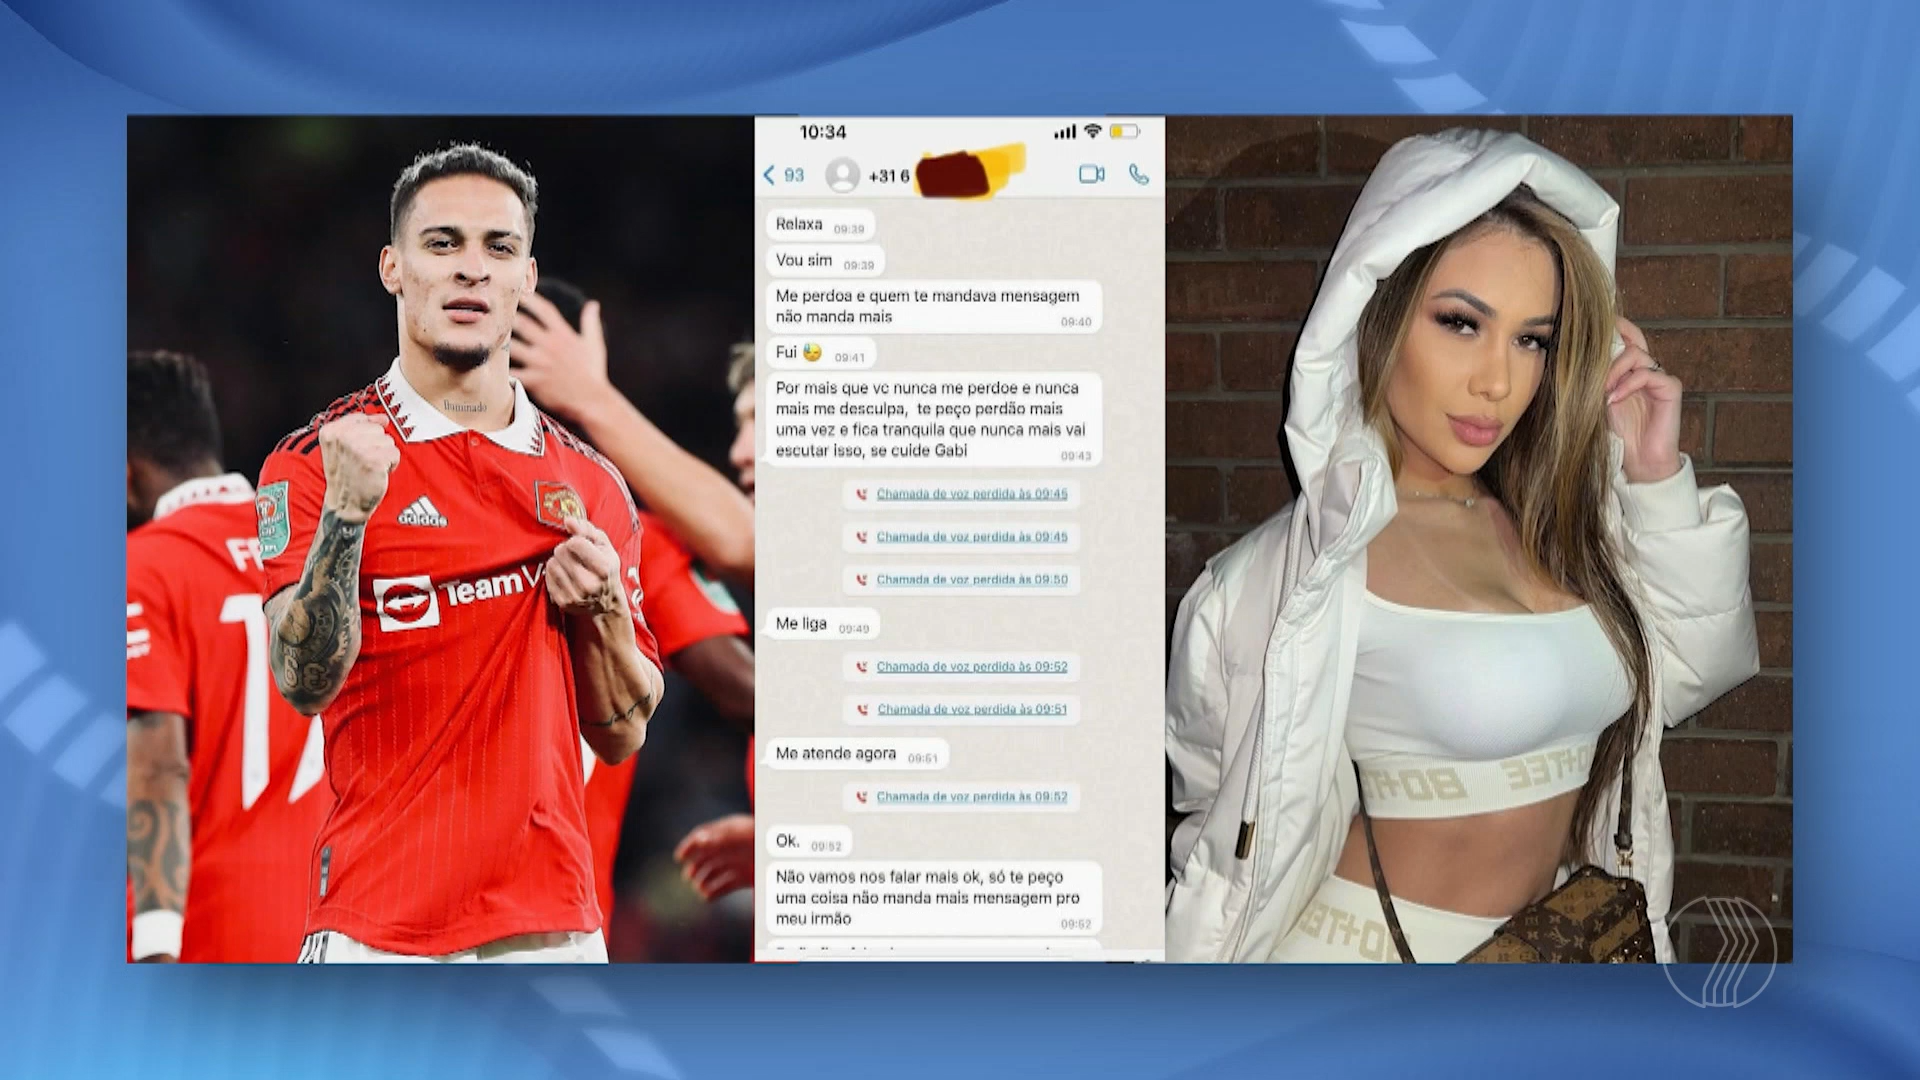 10:34
93
+31 6
Relaxa 09:39
Vou sim 09:39
Me perdoa e quem te mandava mensagem
não manda mais 09:40
Fui 09:41
Por mais que vc nunca me perdoe e nunca
mais me desculpa, te peço perdão mais
uma vez e fica tranquila que nunca mais vai
escutar isso, se cuide Gabi 09:43
Chamada de voz perdida às 09:45
Chamada de voz perdida às 09:45
Chamada de voz perdida às 09:50
Me liga 09:49
Chamada de voz perdida às 09:52
Chamada de voz perdida às 09:51
Me atende agora 09:51
Chamada de voz perdida às 09:52
Ok. 09:52
Não vamos nos falar mais ok, só te peço
uma coisa não manda mais mensagem pro
meu irmão 09:52
Iluminado
adidas
TeamV